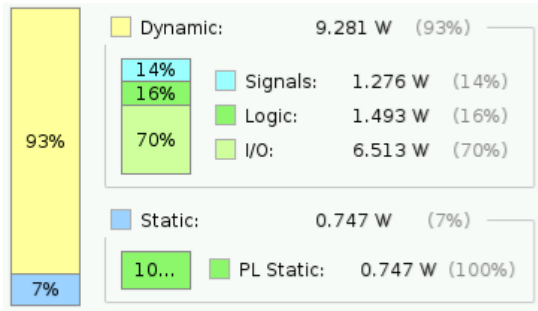 Dynamic: 9.281 W (93%)
14% Signals: 1.276 W (14%)
16% Logic: 1.493 W (16%)
93%
70% I/O: 6.513 W (70%)
Static: 0.747 W (7%)
10... PL Static: 0.747 W (100%)
7%